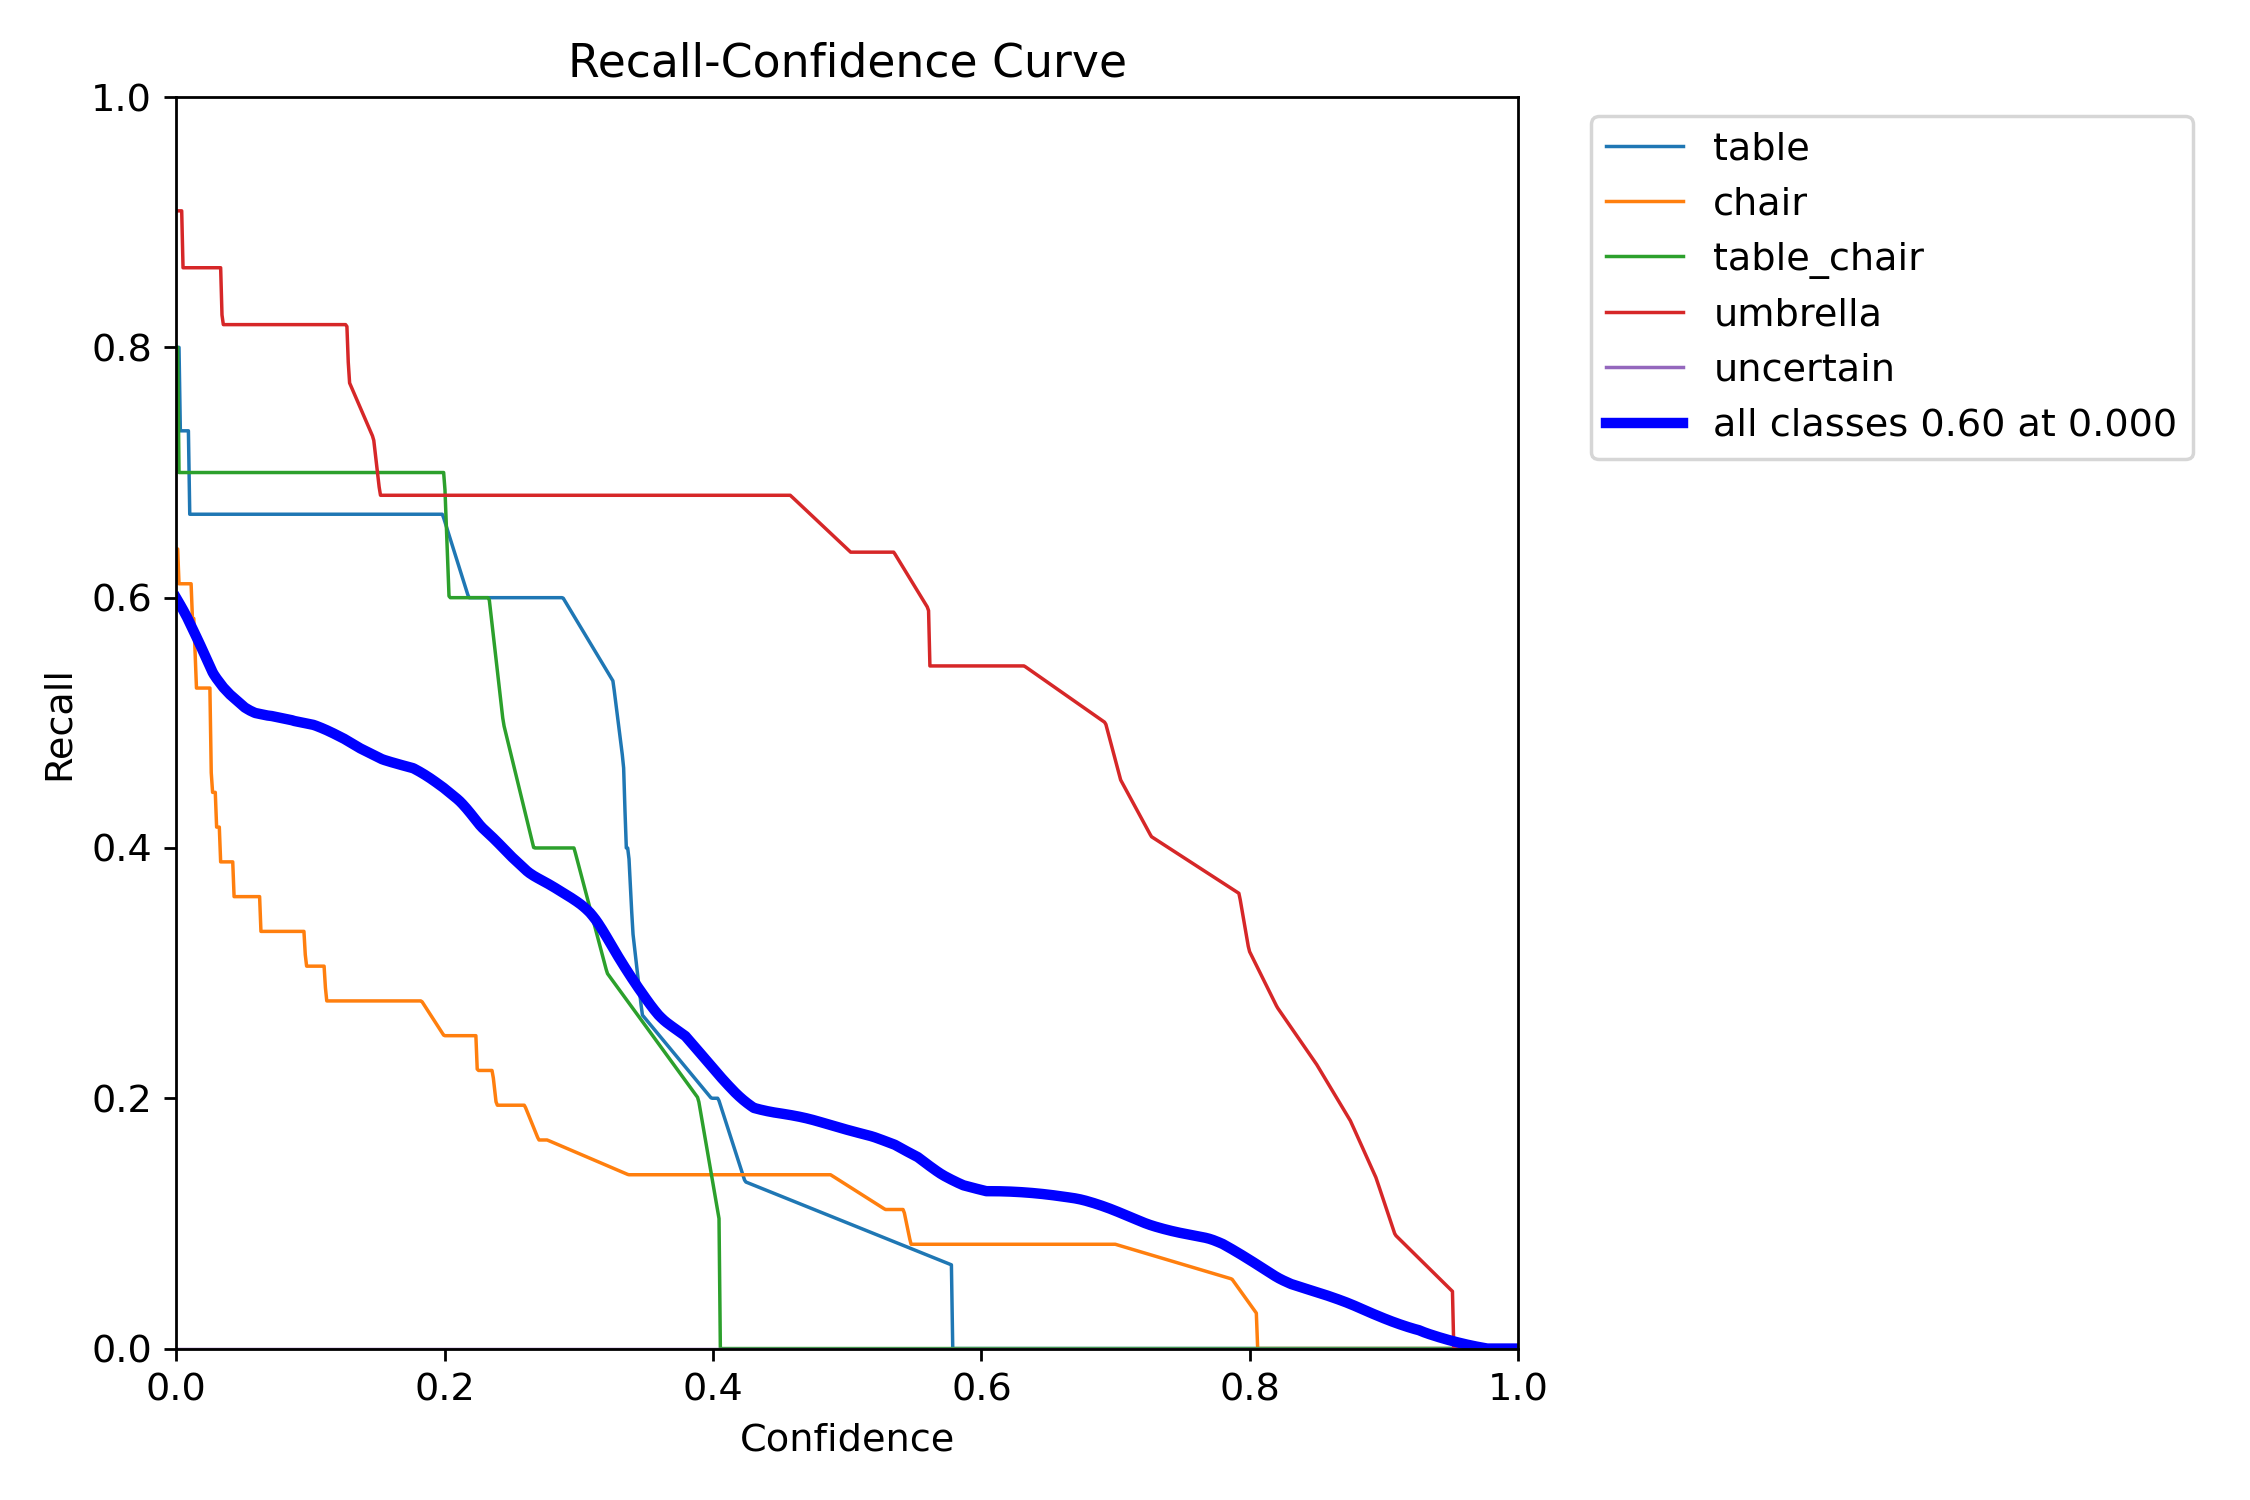 Recall-Confidence Curve
1.0
0.8
0.6
0.4
0.2
0.0
Recall
0.0 0.2 0.4 0.6 0.8 1.0
Confidence
table
chair
table_chair
umbrella
uncertain
all classes 0.60 at 0.000